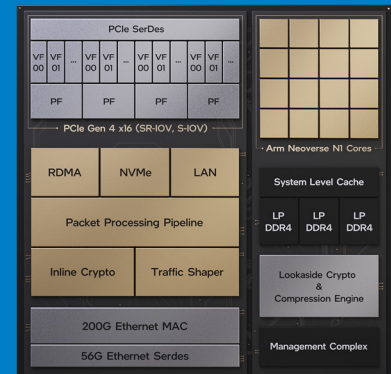 PCIe SerDes
VF 00 VF 01 ... VF 00 VF 01 ... VF 00 VF 01 ... VF 00 VF 01 ...
PF PF PF PF
PCIe Gen 4 x16 (SR-IOV, S-IOV)
RDMA NVMe LAN
Packet Processing Pipeline
Inline Crypto Traffic Shaper
200G Ethernet MAC
56G Ethernet Serdes
Arm Neoverse N1 Cores
System Level Cache
LP DDR4 LP DDR4 LP DDR4
Lookaside Crypto
&
Compression Engine
Management Complex